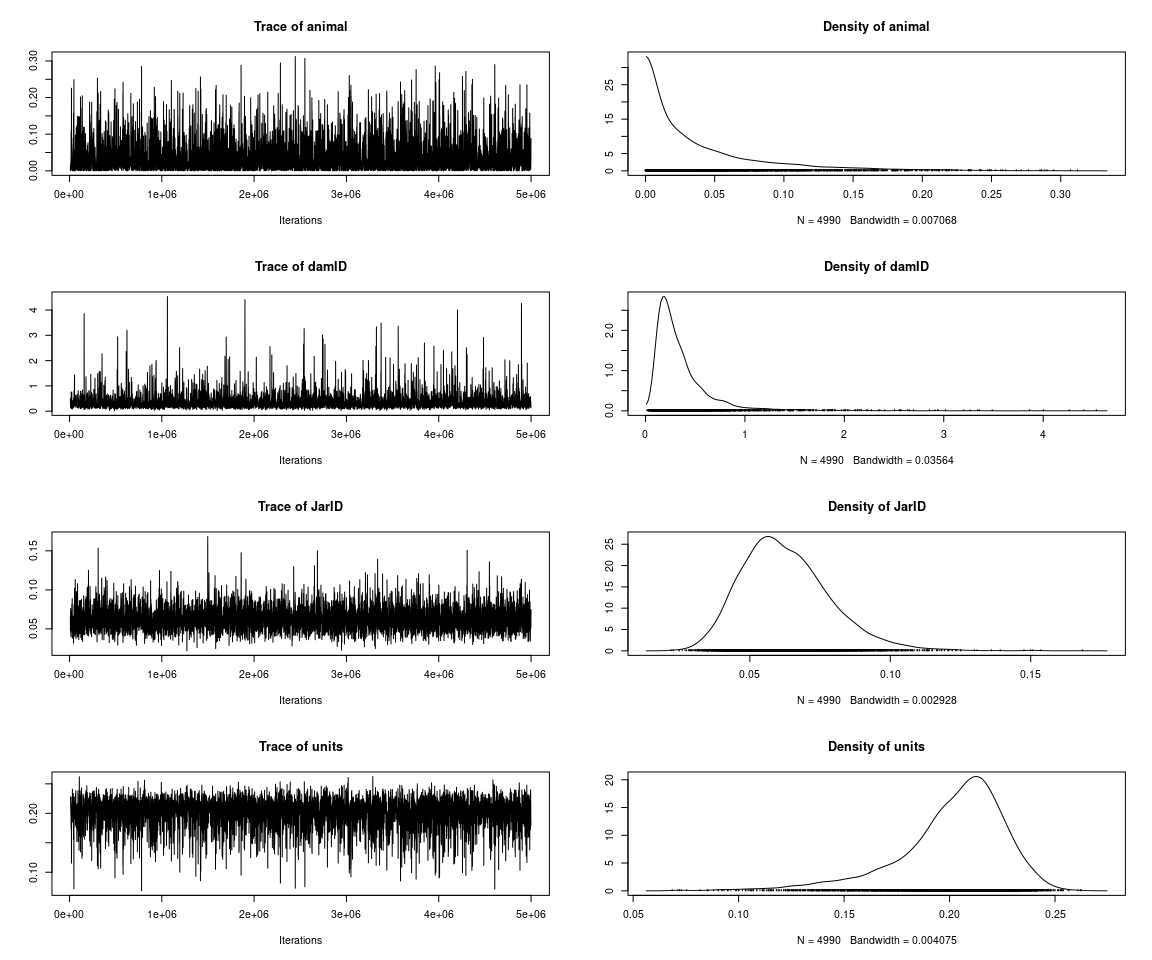 Trace of animal
0.00 0.10 0.20 0.30
0e+00 1e+06 2e+06 3e+06 4e+06 5e+06
Iterations
Density of animal
0 5 15 25
0.00 0.05 0.10 0.15 0.20 0.25 0.30
N = 4990 Bandwidth = 0.007068
Trace of damID
0 1 2 3 4
0e+00 1e+06 2e+06 3e+06 4e+06 5e+06
Iterations
Density of damID
0.0 1.0 2.0
0 1 2 3 4
N = 4990 Bandwidth = 0.03564
Trace of JarID
0.05 0.10 0.15
0e+00 1e+06 2e+06 3e+06 4e+06 5e+06
Iterations
Density of JarID
0 5 10 15 20 25
0.05 0.10 0.15
N = 4990 Bandwidth = 0.002928
Trace of units
0.10 0.20
0e+00 1e+06 2e+06 3e+06 4e+06 5e+06
Iterations
Density of units
0 5 10 15 20
0.05 0.10 0.15 0.20 0.25
N = 4990 Bandwidth = 0.004075